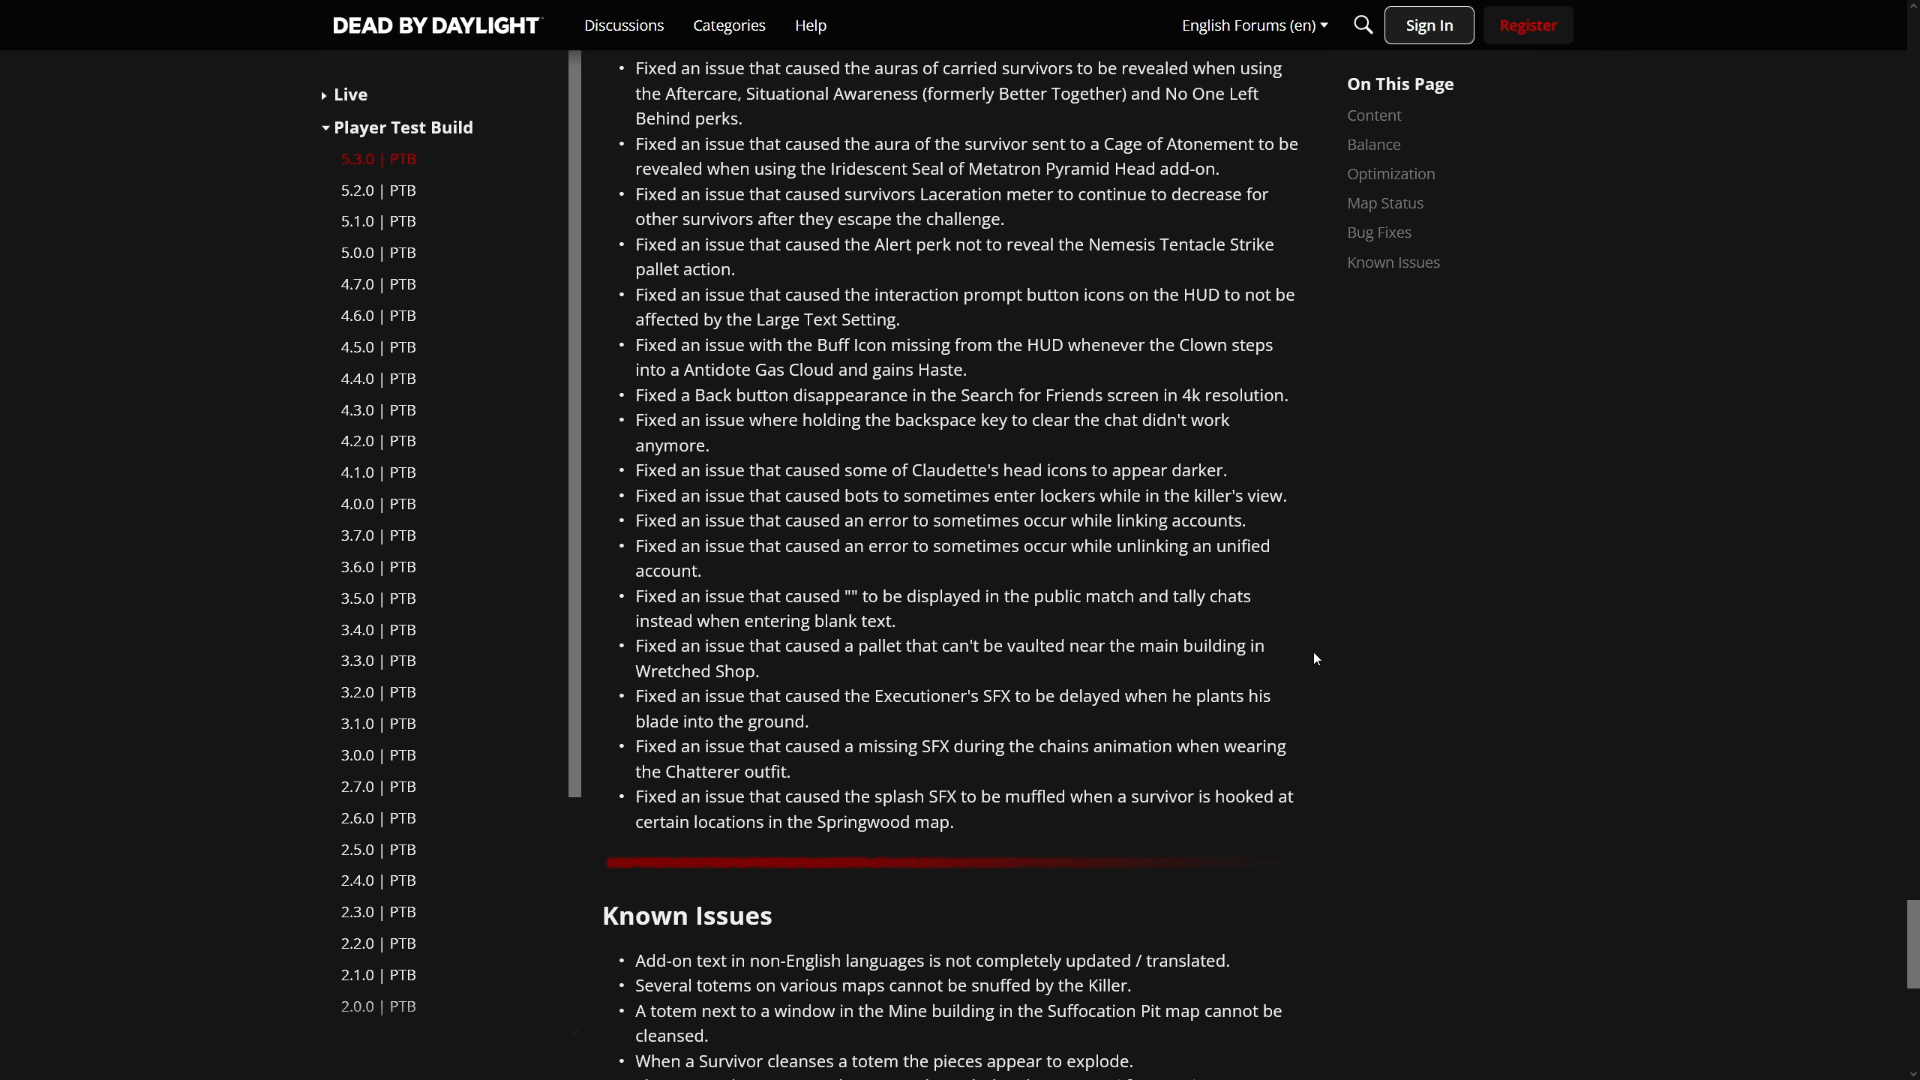 DEAD BY DAYLIGHT
Discussions
Categories
Help
English Forums (en)
Sign In
Register
Live
Player Test Build
5.3.0 | PTB
5.2.0 | PTB
5.1.0 | PTB
5.0.0 | PTB
4.7.0 | PTB
4.6.0 | PTB
4.5.0 | PTB
4.4.0 | PTB
4.3.0 | PTB
4.2.0 | PTB
4.1.0 | PTB
4.0.0 | PTB
3.7.0 | PTB
3.6.0 | PTB
3.5.0 | PTB
3.4.0 | PTB
3.3.0 | PTB
3.2.0 | PTB
3.1.0 | PTB
3.0.0 | PTB
2.7.0 | PTB
2.6.0 | PTB
2.5.0 | PTB
2.4.0 | PTB
2.3.0 | PTB
2.2.0 | PTB
2.1.0 | PTB
2.0.0 | PTB
• Fixed an issue that caused the auras of carried survivors to be revealed when using
the Aftercare, Situational Awareness (formerly Better Together) and No One Left
Behind perks.
• Fixed an issue that caused the aura of the survivor sent to a Cage of Atonement to be
revealed when using the Iridescent Seal of Metatron Pyramid Head add-on.
• Fixed an issue that caused survivors Laceration meter to continue to decrease for
other survivors after they escape the challenge.
• Fixed an issue that caused the Alert perk not to reveal the Nemesis Tentacle Strike
pallet action.
• Fixed an issue that caused the interaction prompt button icons on the HUD to not be
affected by the Large Text Setting.
• Fixed an issue with the Buff Icon missing from the HUD whenever the Clown steps
into a Antidote Gas Cloud and gains Haste.
• Fixed a Back button disappearance in the Search for Friends screen in 4k resolution.
• Fixed an issue where holding the backspace key to clear the chat didn't work
anymore.
• Fixed an issue that caused some of Claudette's head icons to appear darker.
• Fixed an issue that caused bots to sometimes enter lockers while in the killer's view.
• Fixed an issue that caused an error to sometimes occur while linking accounts.
• Fixed an issue that caused an error to sometimes occur while unlinking an unified
account.
• Fixed an issue that caused "" to be displayed in the public match and tally chats
instead when entering blank text.
• Fixed an issue that caused a pallet that can't be vaulted near the main building in
Wretched Shop.
• Fixed an issue that caused the Executioner's SFX to be delayed when he plants his
blade into the ground.
• Fixed an issue that caused a missing SFX during the chains animation when wearing
the Chatterer outfit.
• Fixed an issue that caused the splash SFX to be muffled when a survivor is hooked at
certain locations in the Springwood map.
Known Issues
• Add-on text in non-English languages is not completely updated / translated.
• Several totems on various maps cannot be snuffed by the Killer.
• A totem next to a window in the Mine building in the Suffocation Pit map cannot be
cleansed.
• When a Survivor cleanses a totem the pieces appear to explode.
On This Page
Content
Balance
Optimization
Map Status
Bug Fixes
Known Issues